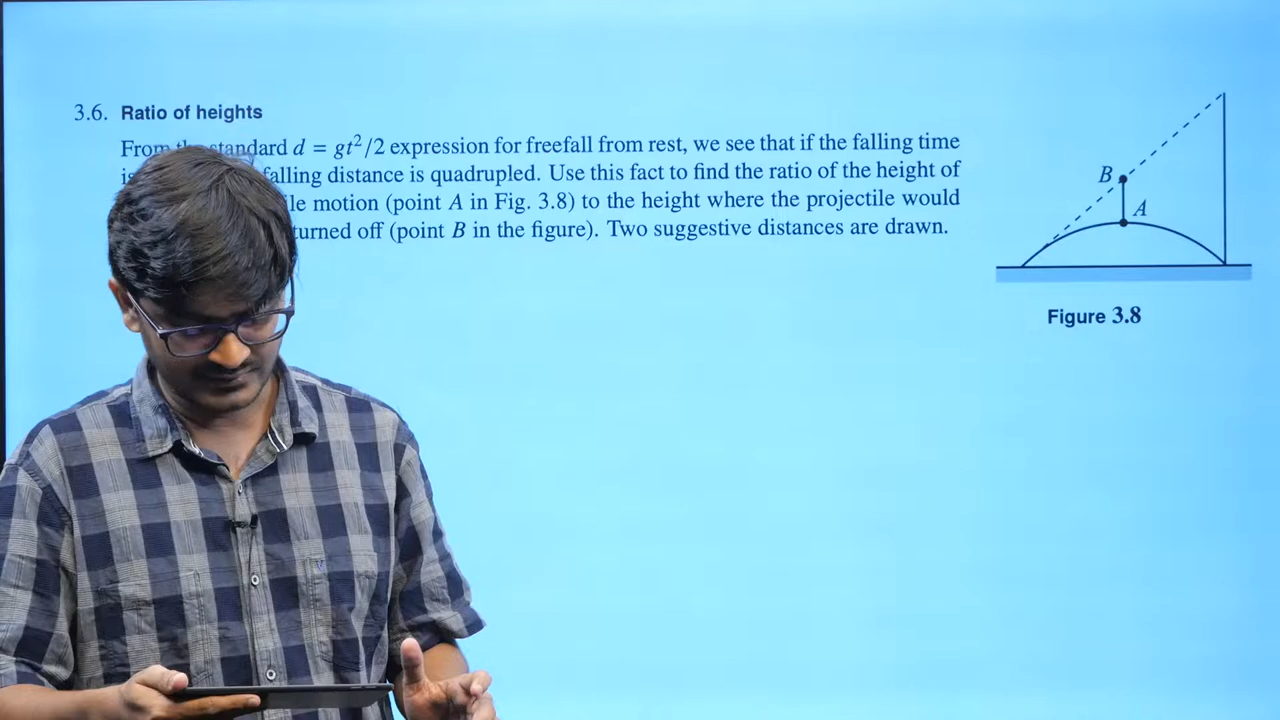 3.6. Ratio of heights
From the standard d = gt²/2 expression for freefall from rest, we see that if the falling time
falling distance is quadrupled. Use this fact to find the ratio of the height of
motion (point A in Fig. 3.8) to the height where the projectile would
turned off (point B in the figure). Two suggestive distances are drawn.
B
A
Figure 3.8